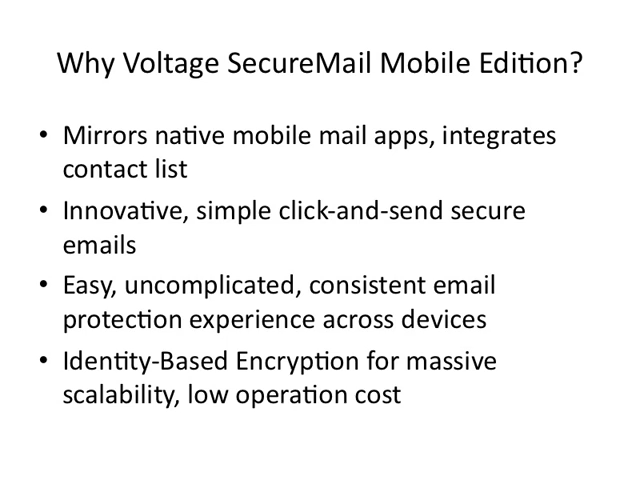 Why Voltage SecureMail Mobile Edition?
• Mirrors native mobile mail apps, integrates
contact list
• Innovative, simple click-and-send secure
emails
• Easy, uncomplicated, consistent email
protection experience across devices
• Identity-Based Encryption for massive
scalability, low operation cost